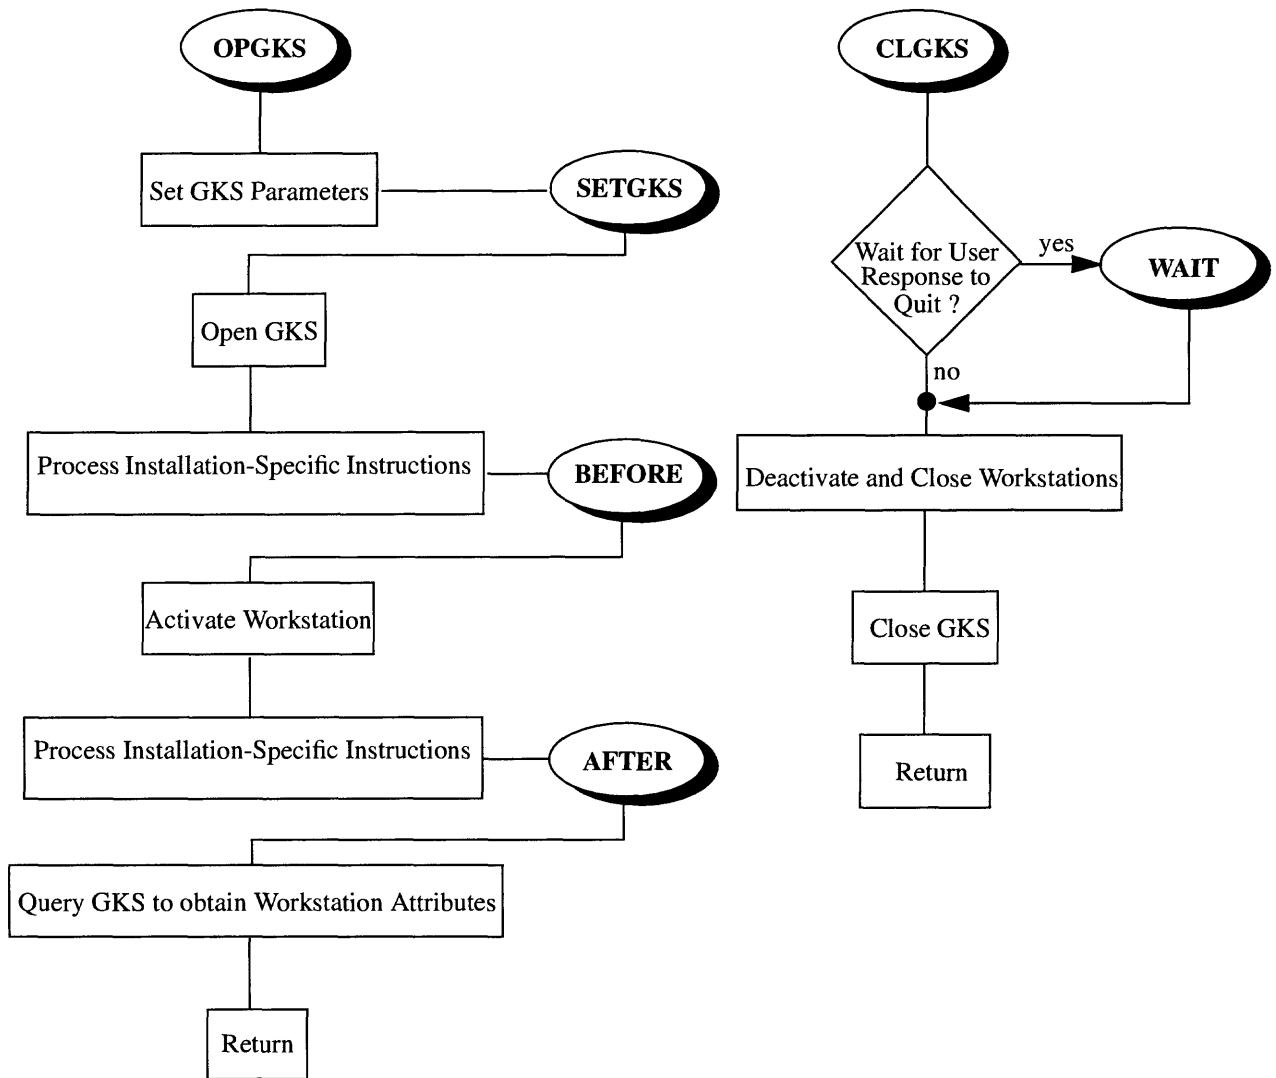 OPGKS
Set GKS Parameters
SETGKS
Open GKS
Process Installation-Specific Instructions
BEFORE
Activate Workstation
Process Installation-Specific Instructions
AFTER
Query GKS to obtain Workstation Attributes
Return
CLGKS
Wait for User
Response to
Quit ?
yes
WAIT
no
Deactivate and Close Workstations
Close GKS
Return